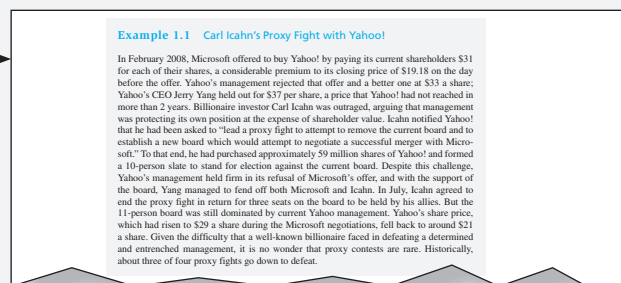 Example 1.1 Carl Icahn's Proxy Fight with Yahoo!
In February 2008, Microsoft offered to buy Yahoo! by paying its current shareholders $31
for each of their shares, a considerable premium to its closing price of $19.18 on the day
before the offer. Yahoo's management rejected that offer and a better one at $33 a share;
Yahoo's CEO Jerry Yang held out for $37 per share, a price that Yahoo! had not reached in
more than 2 years. Billionaire investor Carl Icahn was outraged, arguing that management
was protecting its own position at the expense of shareholder value. Icahn notified Yahoo!
that he had been asked to "lead a proxy fight to attempt to remove the current board and to
establish a new board which would attempt to negotiate a successful merger with Micro-
soft." To that end, he had purchased approximately 59 million shares of Yahoo! and formed
a 10-person slate to stand for election against the current board. Despite this challenge,
Yahoo's management held firm in its refusal of Microsoft's offer, and with the support of
the board, Yang managed to fend off both Microsoft and Icahn. In July, Icahn agreed to
end the proxy fight in return for three seats on the board to be held by his allies. But the
11-person board was still dominated by current Yahoo management. Yahoo's share price,
which had risen to $29 a share during the Microsoft negotiations, fell back to around $21
a share. Given the difficulty that a well-known billionaire faced in defeating a determined
and entrenched management, it is no wonder that proxy contests are rare. Historically,
about three of four proxy fights go down to defeat.